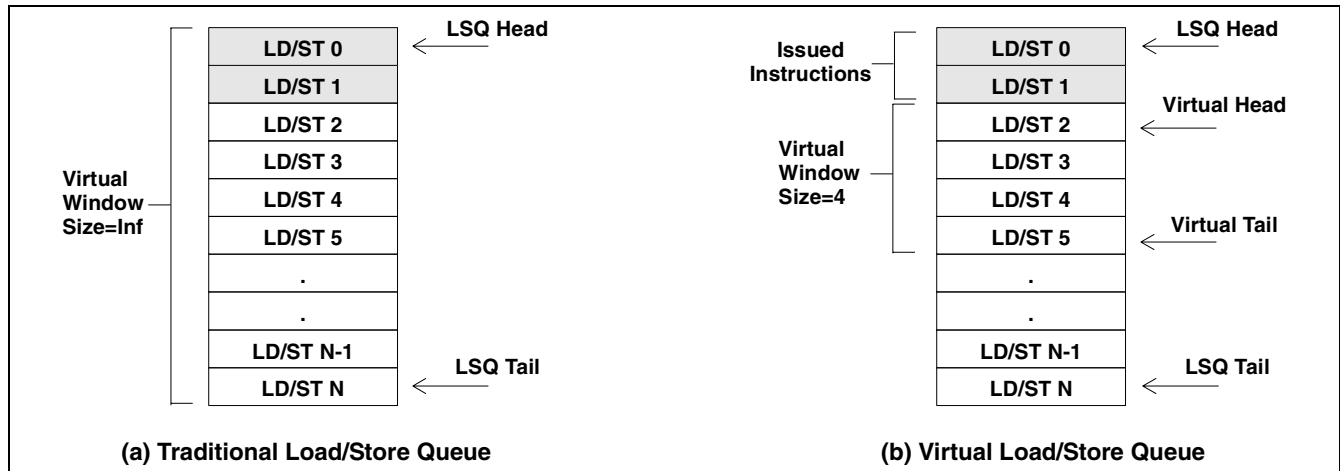 LD/ST 0
LD/ST 1
LD/ST 2
LD/ST 3
LD/ST 4
LD/ST 5
.
.
LD/ST N-1
LD/ST N
Virtual
Window
Size=Inf
LSQ Head
LSQ Tail
(a) Traditional Load/Store Queue
Issued
Instructions
Virtual
Window
Size=4
LD/ST 0
LD/ST 1
LD/ST 2
LD/ST 3
LD/ST 4
LD/ST 5
.
.
LD/ST N-1
LD/ST N
LSQ Head
Virtual Head
Virtual Tail
LSQ Tail
(b) Virtual Load/Store Queue